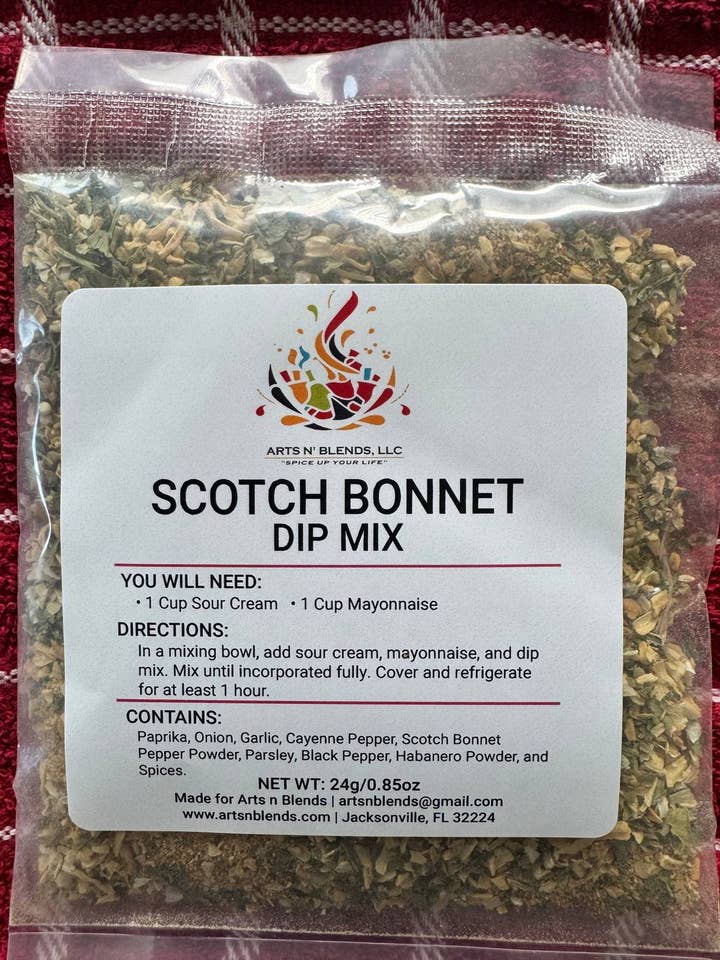 ARTS N' BLENDS, LLC
"SPICE UP YOUR LIFE"
SCOTCH BONNET
DIP MIX
YOU WILL NEED:
• 1 Cup Sour Cream • 1 Cup Mayonnaise
DIRECTIONS:
In a mixing bowl, add sour cream, mayonnaise, and dip
mix. Mix until incorporated fully. Cover and refrigerate
for at least 1 hour.
CONTAINS:
Paprika, Onion, Garlic, Cayenne Pepper, Scotch Bonnet
Pepper Powder, Parsley, Black Pepper, Habanero Powder, and
Spices.
NET WT: 24g/0.85oz
Made for Arts n Blends | artsnblends@gmail.com
www.artsnblends.com | Jacksonville, FL 32224